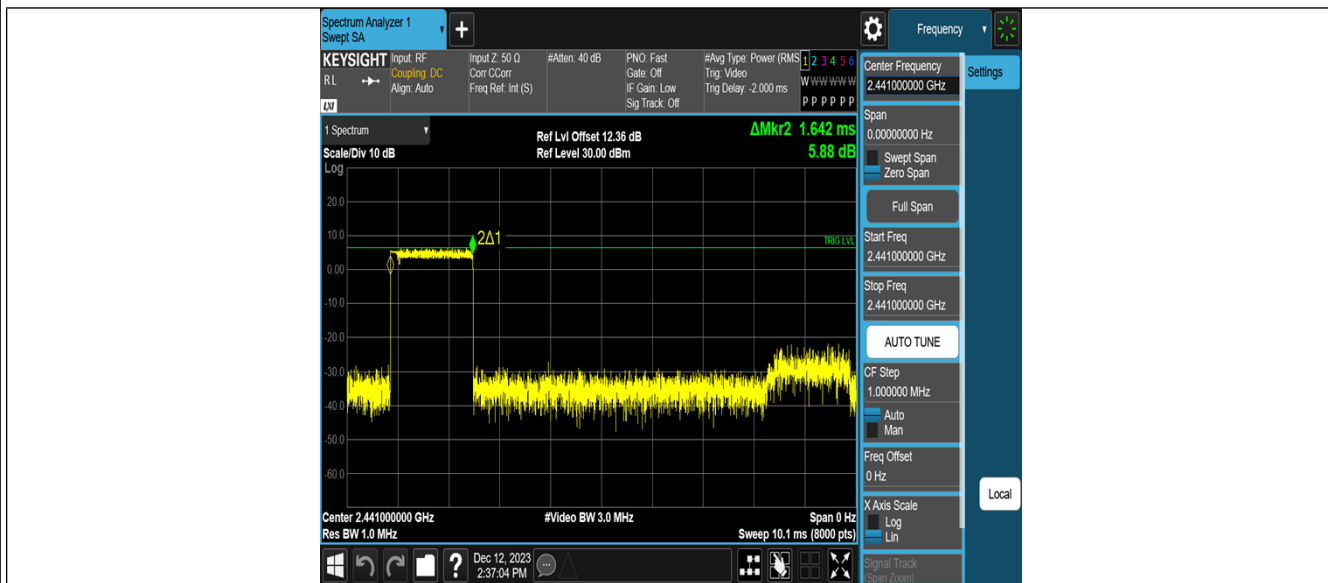 Spectrum Analyzer 1
Swept SA
+
Frequency
KEYSIGHT
RL
LXI
Input: RF
Coupling: DC
Align: Auto
Input Z: 50 Ω
Corr CCorr
Freq Ref: Int (S)
#Atten: 40 dB
PNO: Fast
Gate: Off
IF Gain: Low
Sig Track: Off
#Avg Type: Power (RMS
Trig: Video
Trig Delay: -2.000 ms
1 2 3 4 5 6
W W W W W W
P P P P P P
1 Spectrum
Scale/Div 10 dB
Log
Ref Lvl Offset 12.36 dB
Ref Level 30.00 dBm
ΔMkr2 1.642 ms
5.88 dB
20.0
10.0
0.00
-10.0
-20.0
-30.0
-40.0
-50.0
-60.0
2Δ1
TRIG LVL
Center 2.441000000 GHz
Res BW 1.0 MHz
#Video BW 3.0 MHz
Span 0 Hz
Sweep 10.1 ms (8000 pts)
?
Dec 12, 2023
2:37:04 PM
Center Frequency
2.441000000 GHz
Settings
Span
0.00000000 Hz
Swept Span
Zero Span
Full Span
Start Freq
2.441000000 GHz
Stop Freq
2.441000000 GHz
AUTO TUNE
CF Step
1.000000 MHz
Auto
Man
Freq Offset
0 Hz
X Axis Scale
Log
Lin
Signal Track
(Span Zoom)
Local